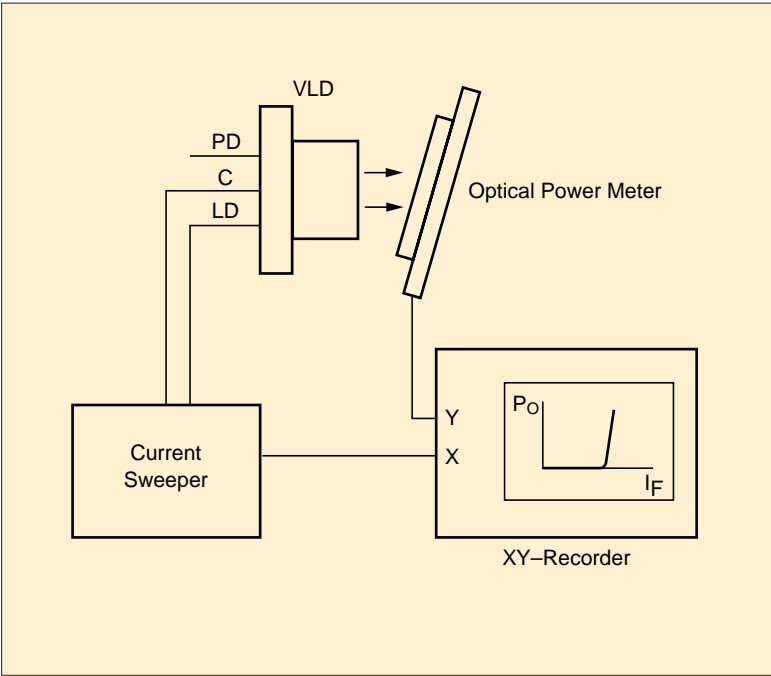 VLD
PD
C
LD
Optical Power Meter
Current
Sweeper
Y
X
PO
IF
XY–Recorder